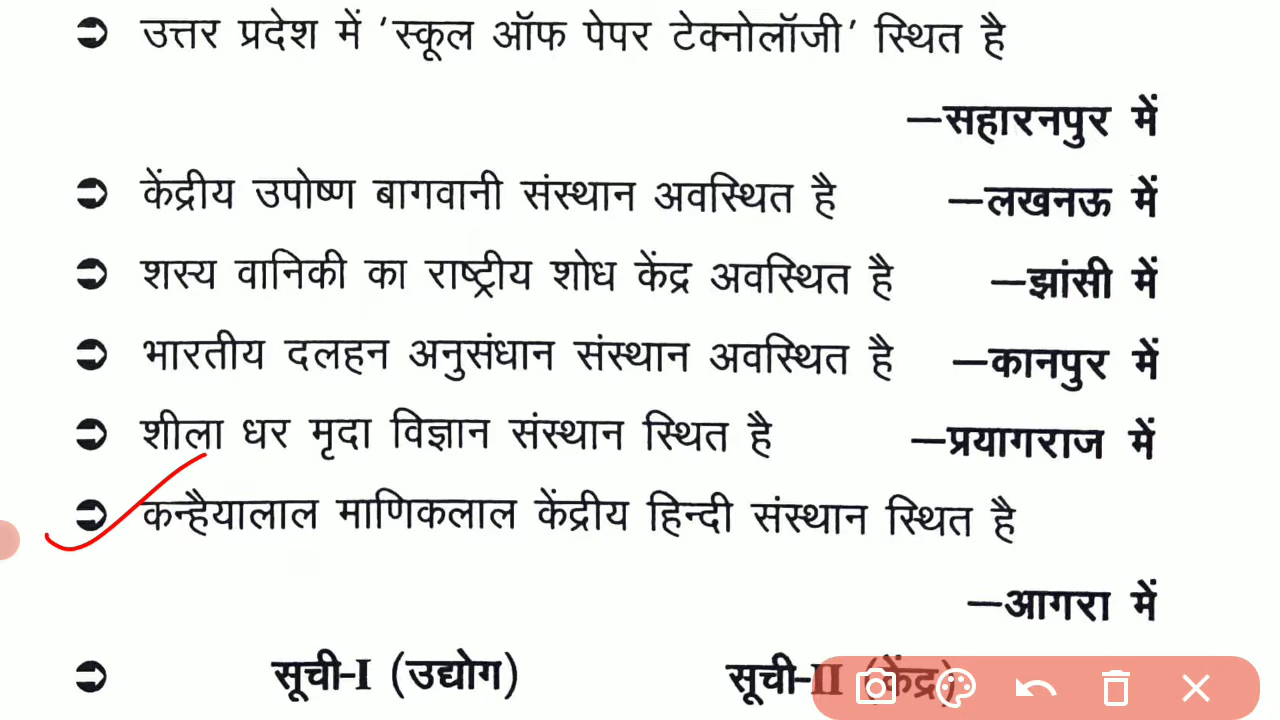 ➲ उत्तर प्रदेश में 'स्कूल ऑफ पेपर टेक्नोलॉजी' स्थित है
—सहारनपुर में
➲ केंद्रीय उपोष्ण बागवानी संस्थान अवस्थित है —लखनऊ में
➲ शस्य वानिकी का राष्ट्रीय शोध केंद्र अवस्थित है —झांसी में
➲ भारतीय दलहन अनुसंधान संस्थान अवस्थित है —कानपुर में
➲ शीला धर मृदा विज्ञान संस्थान स्थित है —प्रयागराज में
➲ कन्हैयालाल माणिकलाल केंद्रीय हिन्दी संस्थान स्थित है
—आगरा में
➲ सूची-I (उद्योग) सूची-II (केंद्र)